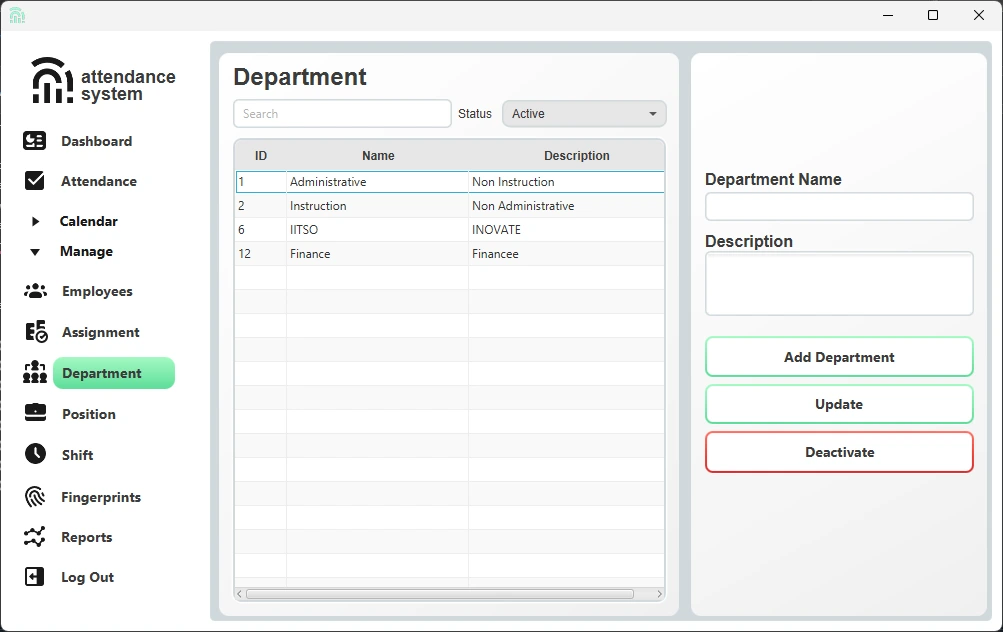 attendance
system
Dashboard
Attendance
Calendar
Manage
Employees
Assignment
Department
Position
Shift
Fingerprints
Reports
Log Out
Department
Search Status Active
ID Name Description
1 Administrative Non Instruction
2 Instruction Non Administrative
6 IITSO INOVATE
12 Finance Financee
Department Name
Description
Add Department
Update
Deactivate